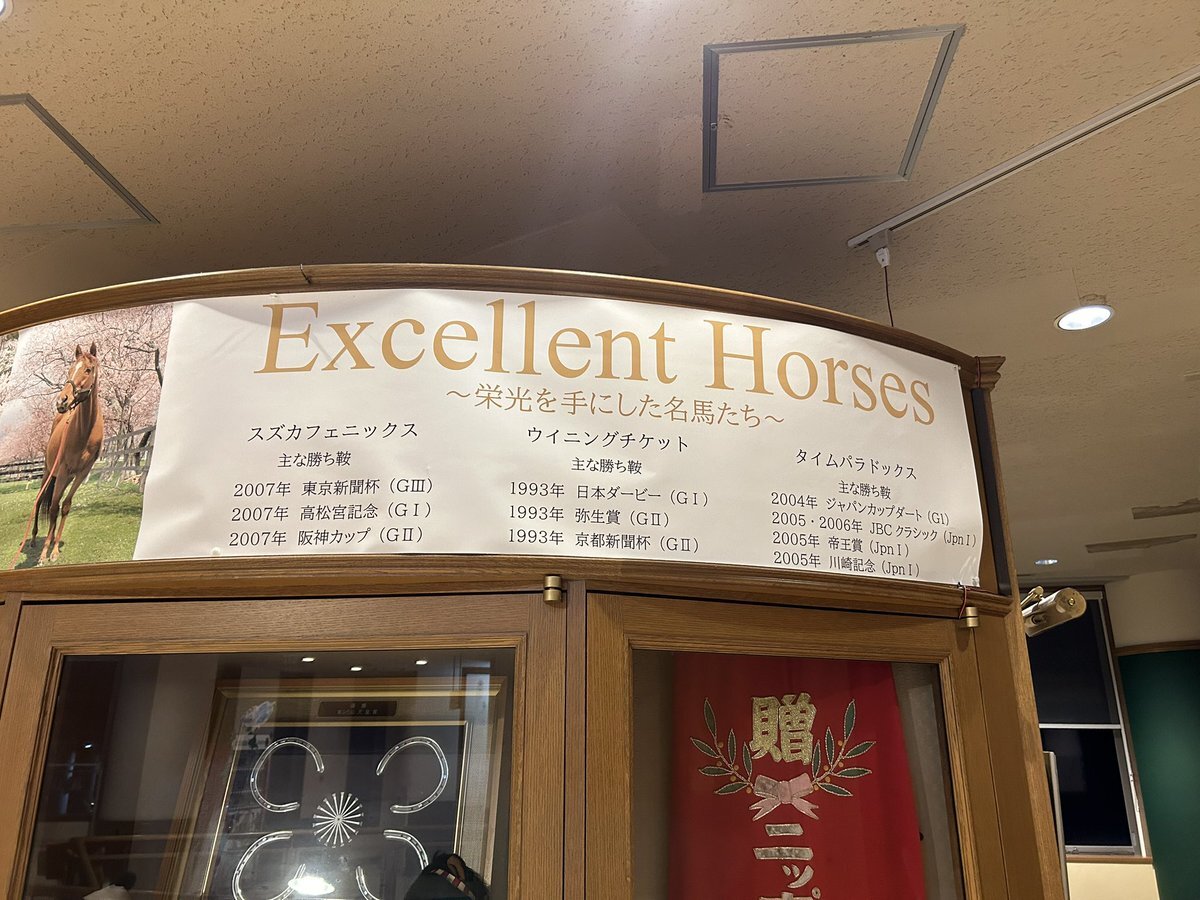 Excellent Horses
～栄光を手にした名馬たち～
スズカフェニックス
主な勝ち鞍
2007年 東京新聞杯（GⅢ）
2007年 高松宮記念（GⅠ）
2007年 阪神カップ（GⅡ）
ウイニングチケット
主な勝ち鞍
1993年 日本ダービー（GⅠ）
1993年 弥生賞（GⅡ）
1993年 京都新聞杯（GⅡ）
タイムパラドックス
主な勝ち鞍
2004年 ジャパンカップダート（GⅠ）
2005・2006年 JBCクラシック（JpnⅠ）
2005年 帝王賞（JpnⅠ）
2005年 川崎記念（JpnⅠ）
贈
ニッポ